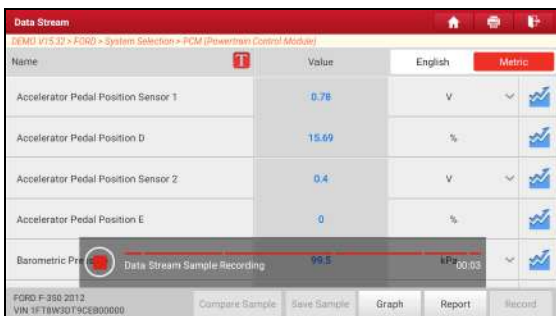 Data Stream
DEMO V15.32 > FORD > System Selection > PCM (Powertrain Control Module)
Name T Value English Metric
Accelerator Pedal Position Sensor 1 0.78 V
Accelerator Pedal Position D 15.69 %
Accelerator Pedal Position Sensor 2 0.4 V
Accelerator Pedal Position E 0 %
Barometric Pre 99.5 kPa
Data Stream Sample Recording 00:03
FORD F-350 2012
VIN 1FT8W3DT9CEB00000
Compare Sample Save Sample Graph Report Record